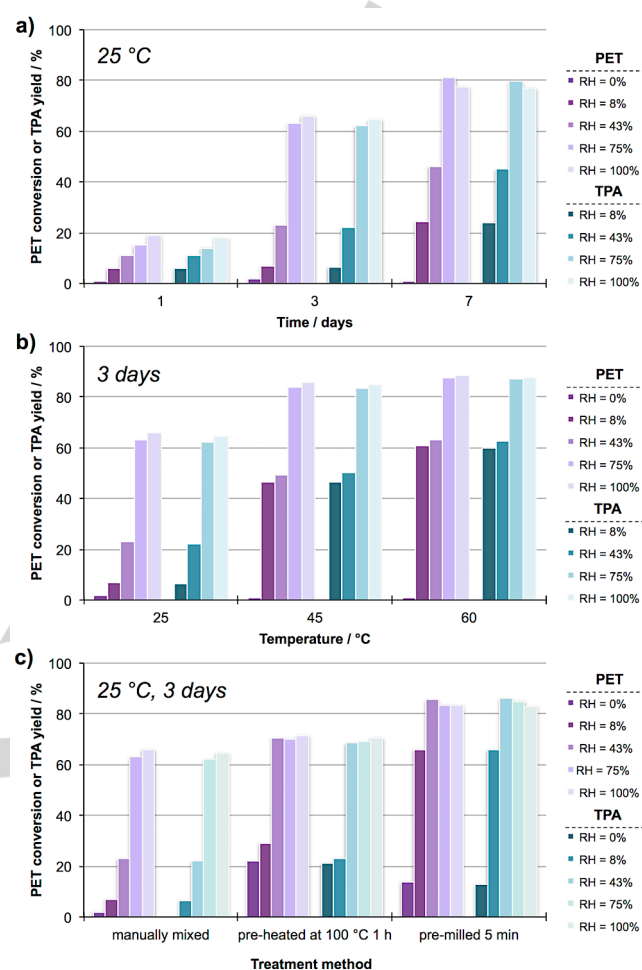 a)
25 °C
PET conversion or TPA yield / %
100
80
60
40
20
0
1 3 7
Time / days
PET
RH = 0%
RH = 8%
RH = 43%
RH = 75%
RH = 100%
TPA
RH = 8%
RH = 43%
RH = 75%
RH = 100%
b)
3 days
PET conversion or TPA yield / %
100
80
60
40
20
0
25 45 60
Temperature / °C
PET
RH = 0%
RH = 8%
RH = 43%
RH = 75%
RH = 100%
TPA
RH = 8%
RH = 43%
RH = 75%
RH = 100%
c)
25 °C, 3 days
PET conversion or TPA yield / %
100
80
60
40
20
0
manually mixed pre-heated at 100 °C 1 h pre-milled 5 min
Treatment method
PET
RH = 0%
RH = 8%
RH = 43%
RH = 75%
RH = 100%
TPA
RH = 0%
RH = 8%
RH = 43%
RH = 75%
RH = 100%